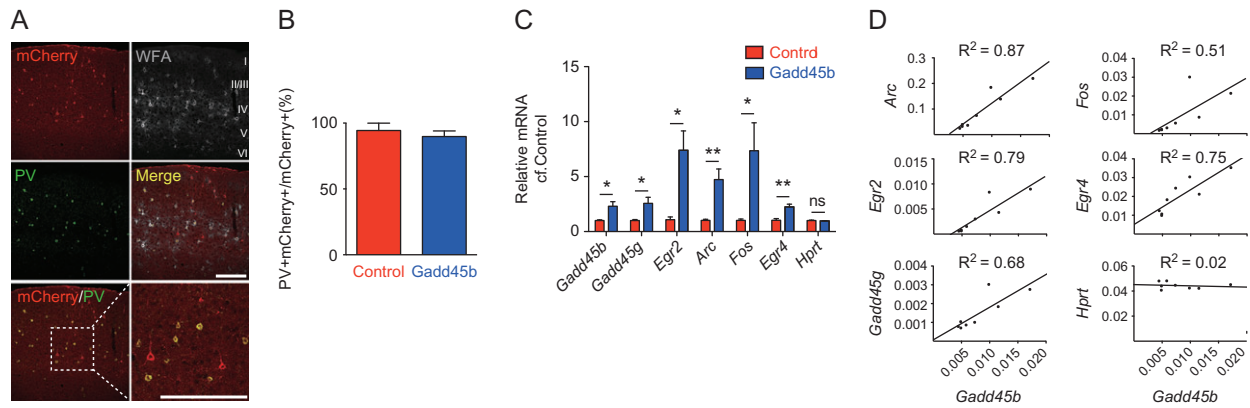 A
mCherry
WFA
I
II/III
IV
V
VI
PV
Merge
mCherry/PV
B
PV+mCherry+/mCherry+(%)
100
50%
0
Control
Gadd45b
C
Contrd
Gadd45b
Relative mRNA
cf.Control
15
10
5
0
*
*
*
**
*
**
ns
Gadd45b
Gadd45g
Egr2
Arc
Fos
Egr4
Hprt
D
R² = 0.87
Arc
0.3
0.2
0.1
R² = 0.51
Fos
0.04
0.03
0.02
0.01
R² = 0.79
Egr2
0.015
0.010
0.005
R² = 0.75
Egr4
0.04
0.03
0.02
0.01
0.00
R² = 0.68
Gadd45g
0.004
0.003
0.002
0.001
0.005
0.010
0.015
0.020
Gadd45b
R² = 0.02
Hprt
0.06
0.04
0.02
0.005
0.010
0.015
0.020
Gadd45b